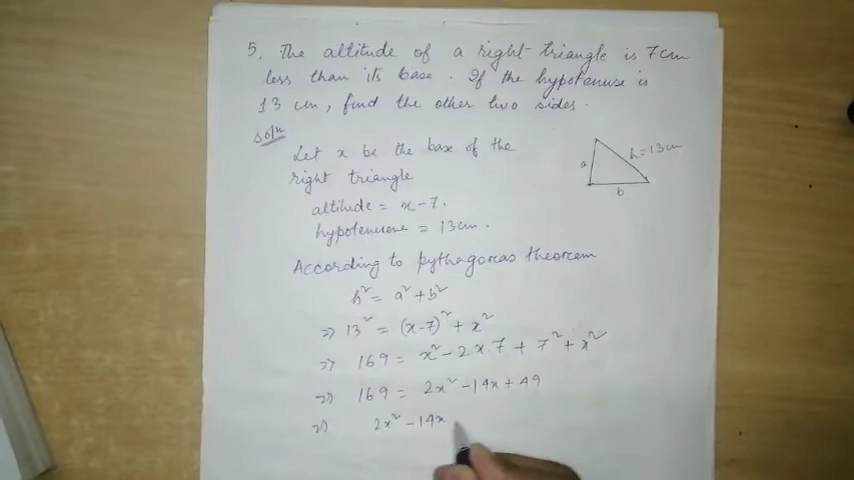 5. The altitude of a right triangle is 7cm
less than its base. If the hypotenuse is
13 cm, find the other two sides.
Soln
Let x be the base of the
right triangle
altitude = x-7.
hypotenuse = 13cm.
a
h=13cm
b
According to pythagoras theorem
h² = a² + b²
=> 13² = (x-7)² + x²
=> 169 = x² - 2.x.7 + 7² + x²
=> 169 = 2x² - 14x + 49
=> 2x² - 14x